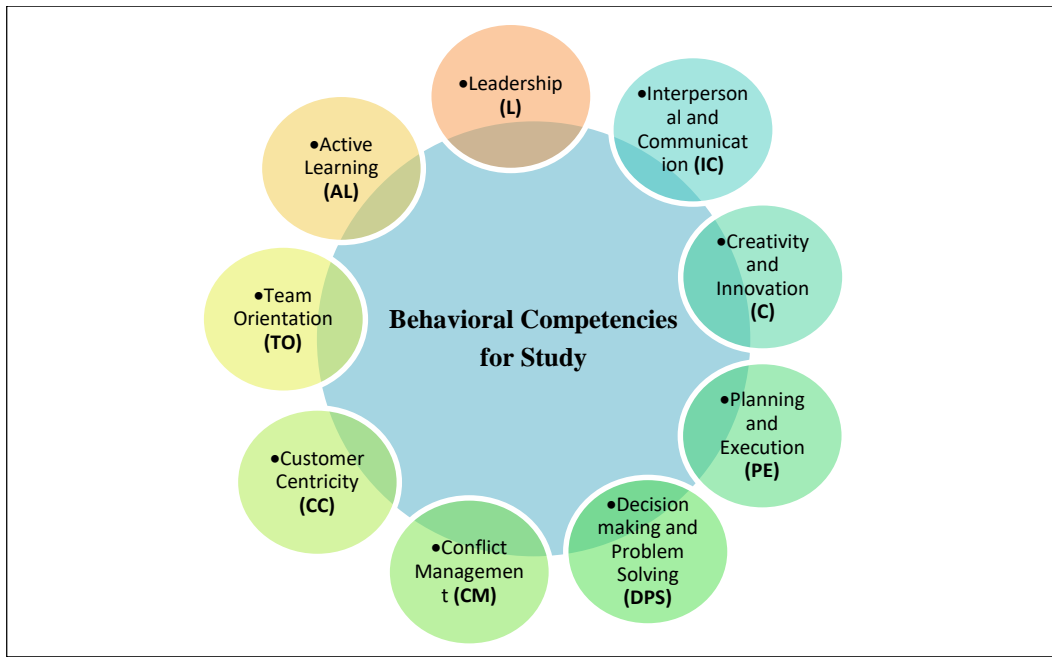 •Leadership
(L)
•Interperson
al and
Communicat
ion (IC)
•Creativity
and
Innovation
(C)
•Planning
and
Execution
(PE)
•Decision
making and
Problem
Solving
(DPS)
•Conflict
Managemen
t (CM)
•Customer
Centricity
(CC)
•Team
Orientation
(TO)
•Active
Learning
(AL)
Behavioral Competencies
for Study